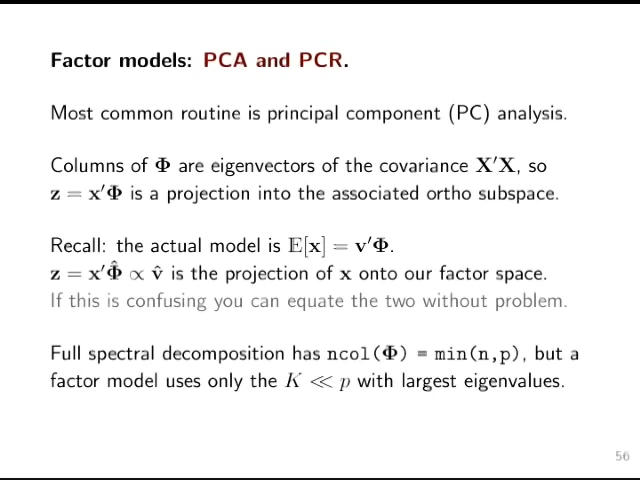 Factor models: PCA and PCR.
Most common routine is principal component (PC) analysis.
Columns of Φ are eigenvectors of the covariance X′X, so
z = x′Φ is a projection into the associated ortho subspace.
Recall: the actual model is 𝔼[x] = v′Φ.
z = x′Φ̂ ∝ v̂ is the projection of x onto our factor space.
If this is confusing you can equate the two without problem.
Full spectral decomposition has ncol(Φ) = min(n,p), but a
factor model uses only the K ≪ p with largest eigenvalues.
56